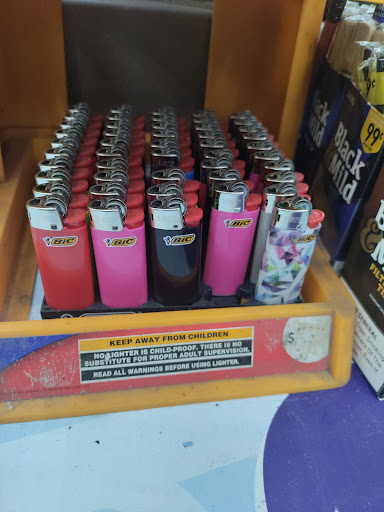 BiC
BiC
BiC
BiC
BiC
KEEP AWAY FROM CHILDREN
NO LIGHTER IS CHILD-PROOF. THERE IS NO
SUBSTITUTE FOR PROPER ADULT SUPERVISION.
READ ALL WARNINGS BEFORE USING LIGHTER.
99¢
Black
Mild
Black